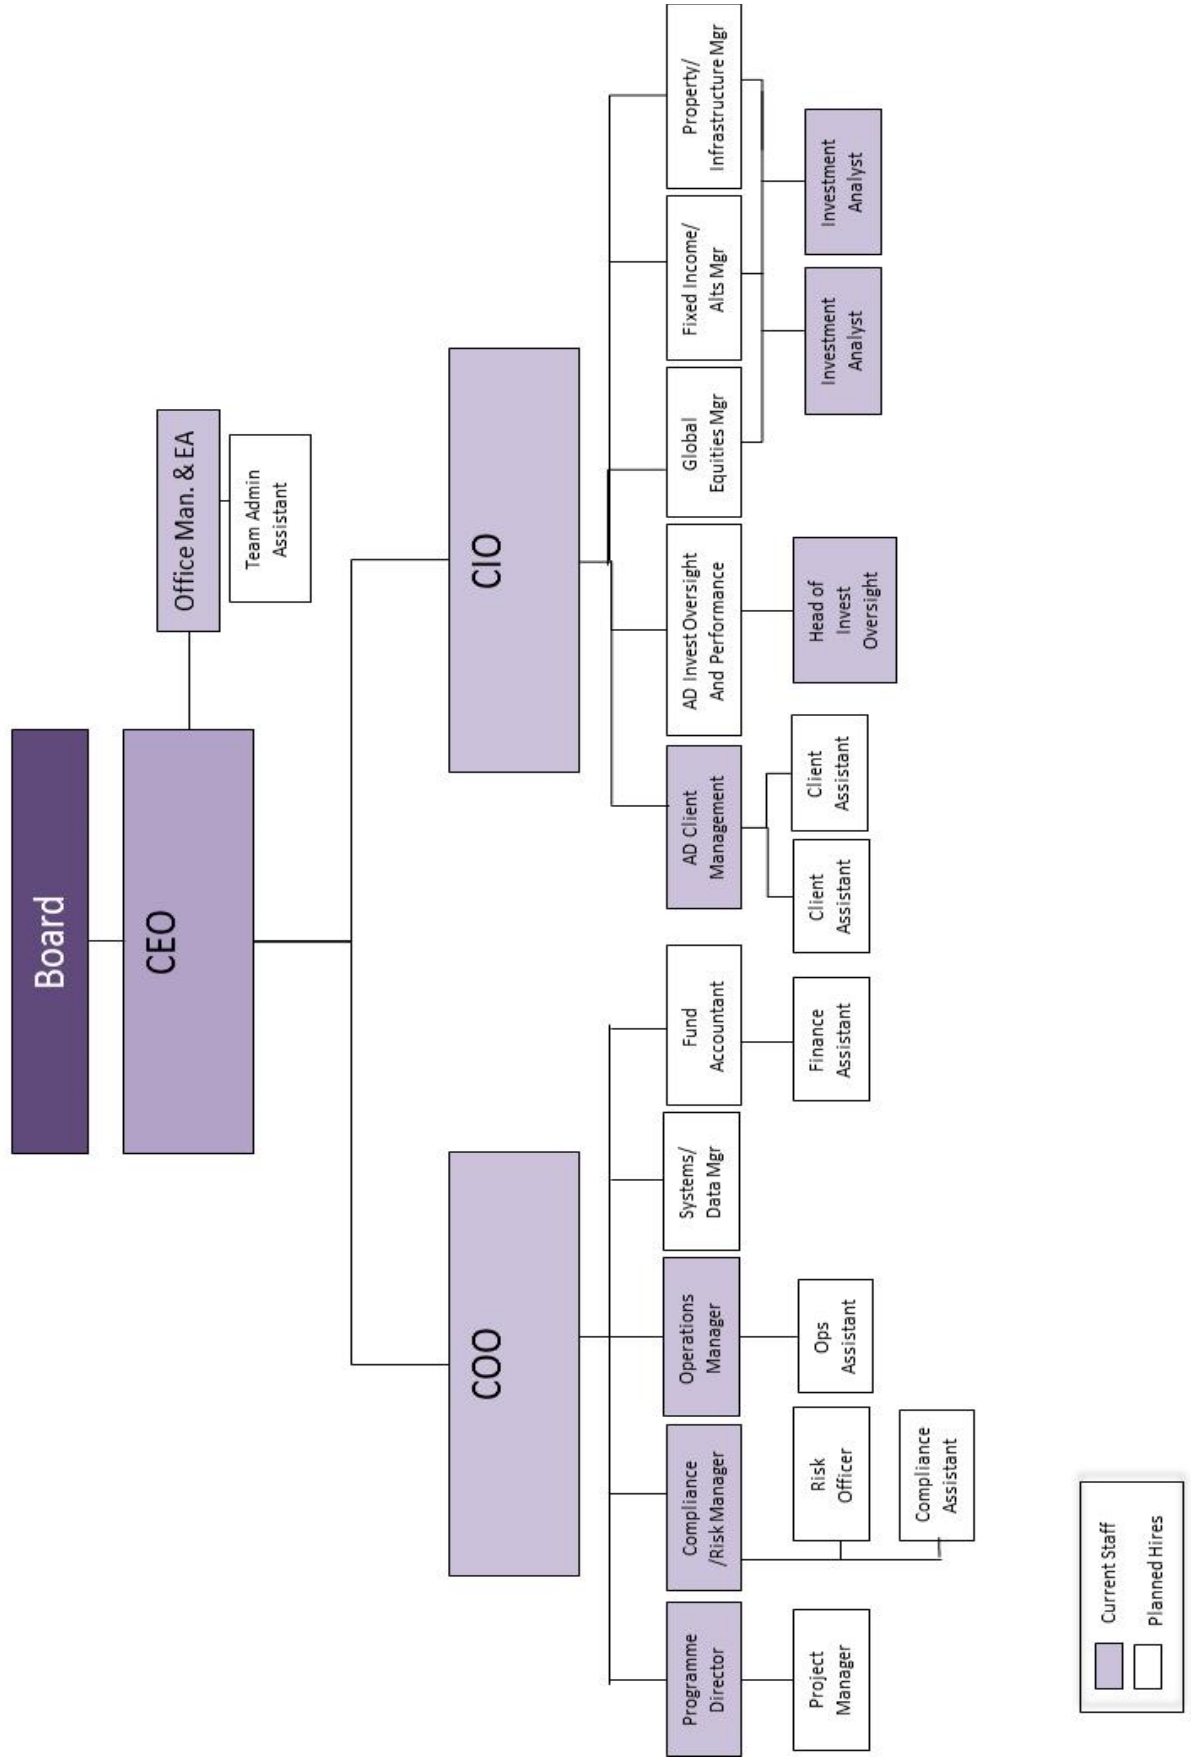 Board
CEO
Office Man. & EA
Team Admin
Assistant
COO
CIO
Programme
Director
Compliance
/Risk Manager
Operations
Manager
Systems/
Data Mgr
Fund
Accountant
AD Client
Management
AD Invest Oversight
And Performance
Global
Equities Mgr
Fixed Income/
Alts Mgr
Property/
Infrastructure Mgr
Project
Manager
Risk
Officer
Compliance
Assistant
Ops
Assistant
Finance
Assistant
Client
Assistant
Client
Assistant
Head of
Invest
Oversight
Investment
Analyst
Investment
Analyst
Current Staff
Planned Hires